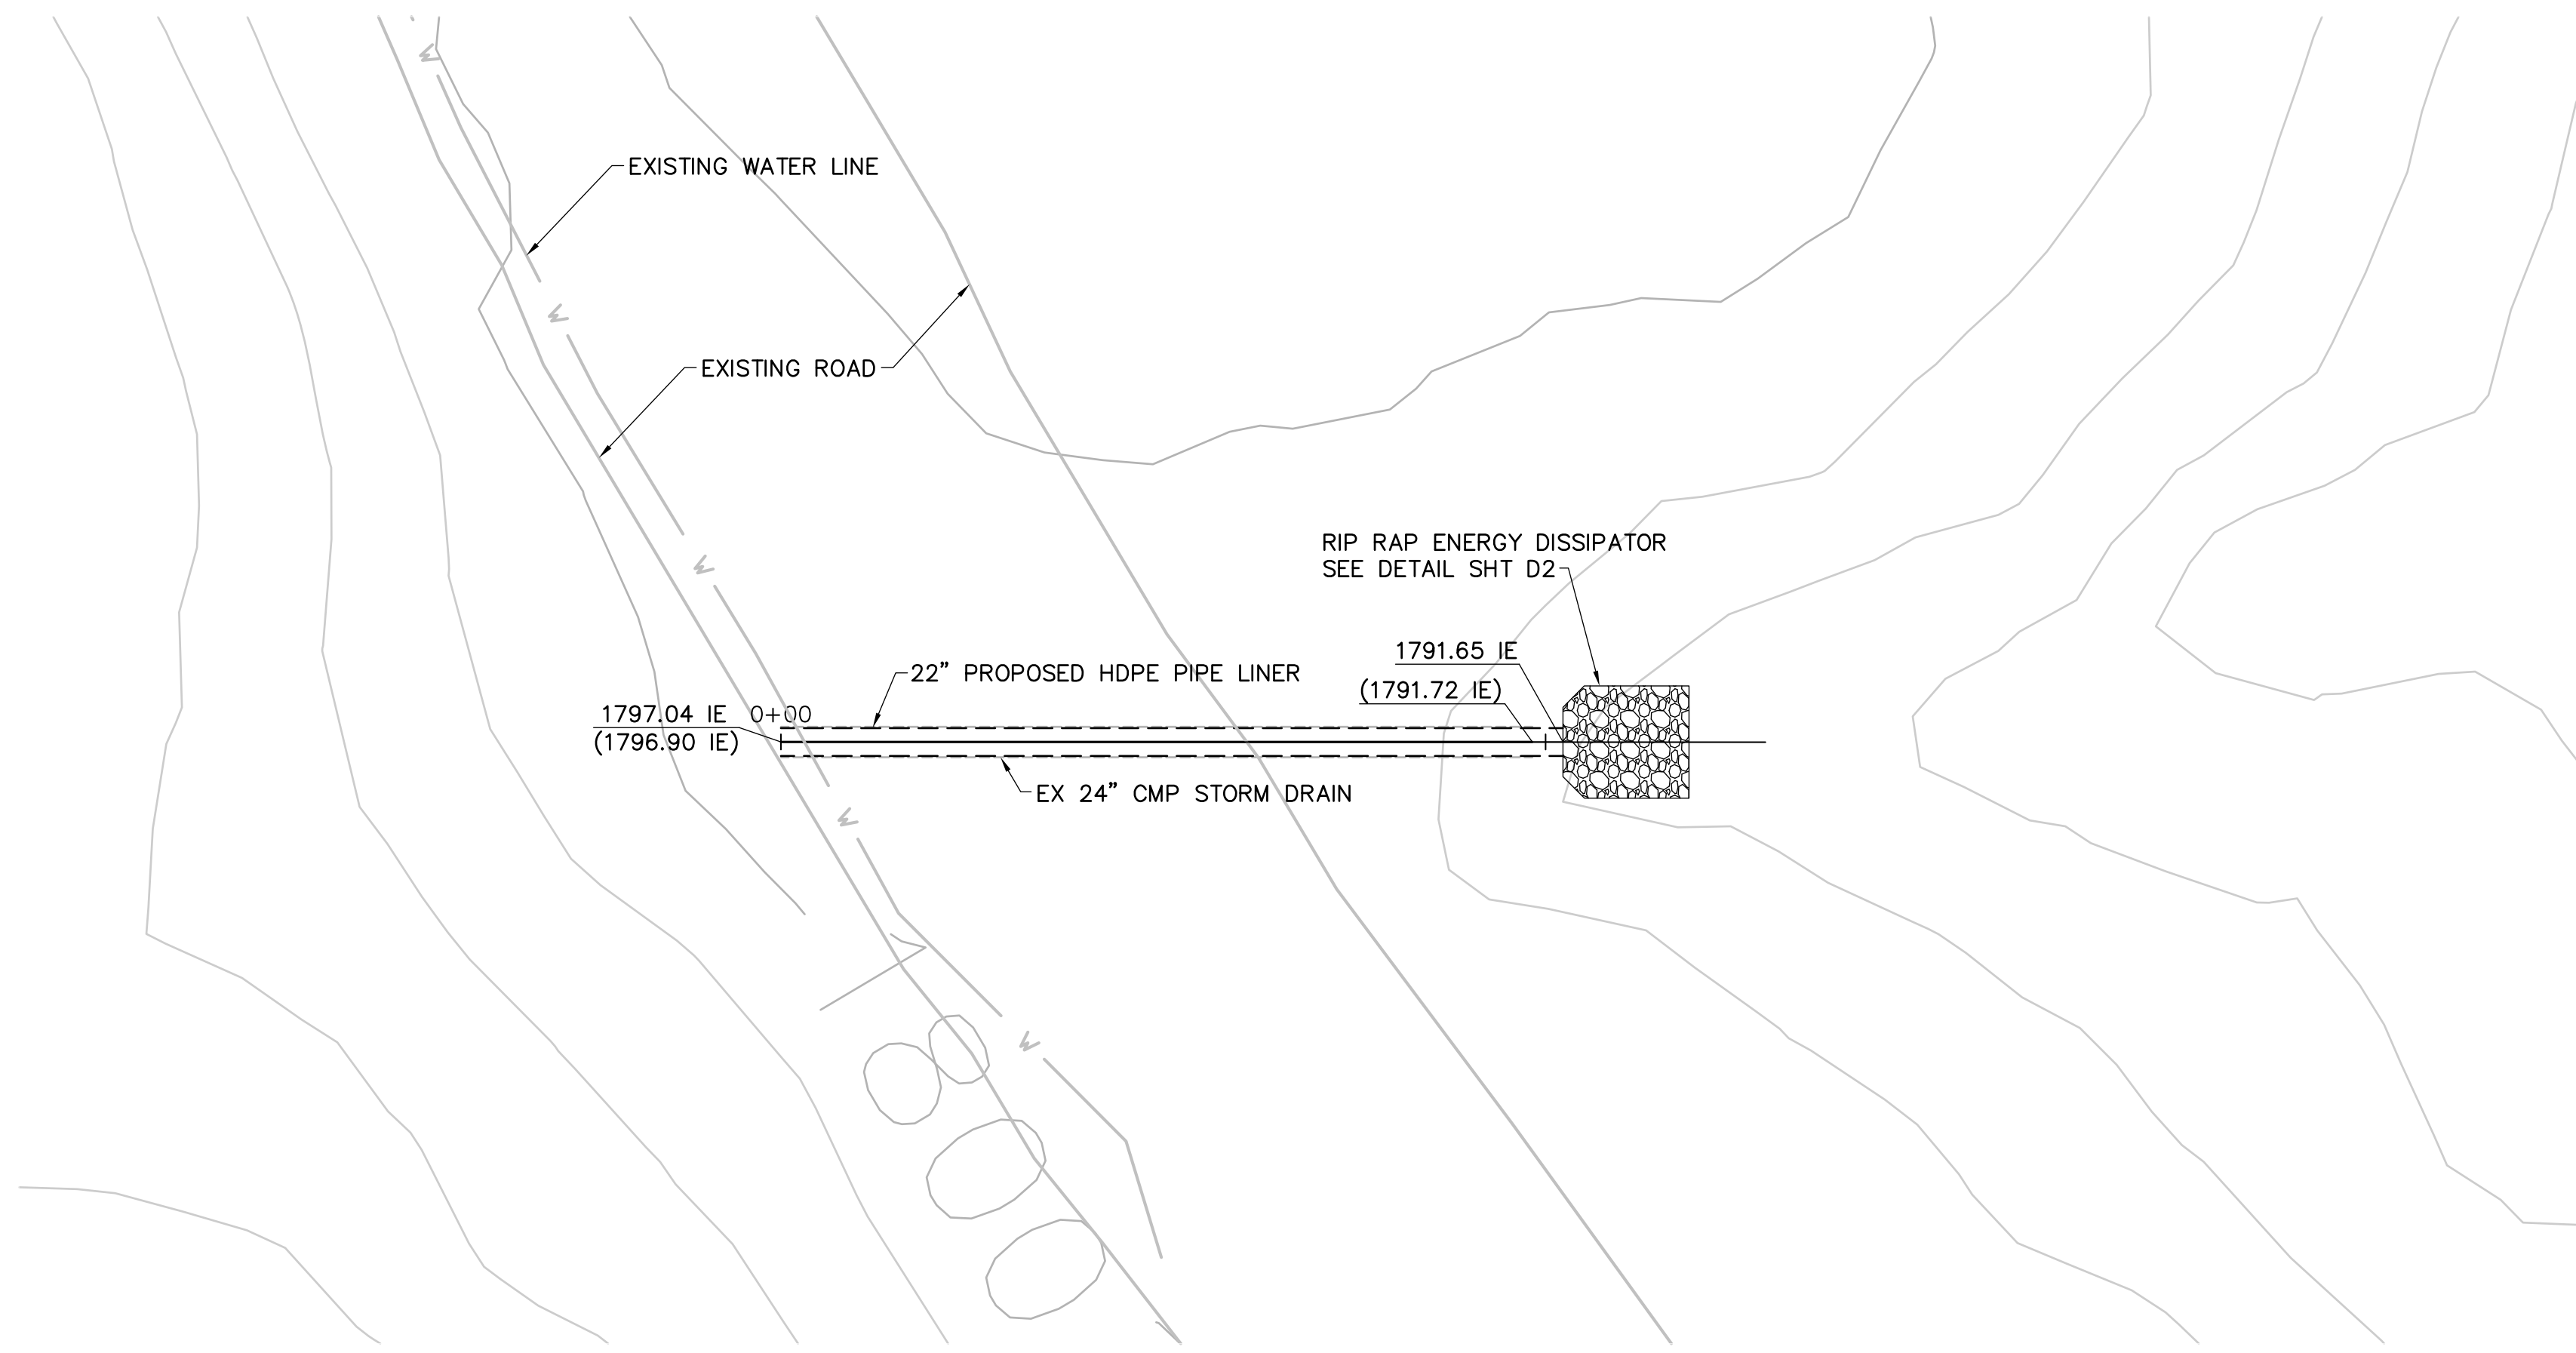 W
EXISTING WATER LINE
W
EXISTING ROAD
RIP RAP ENERGY DISSIPATOR
SEE DETAIL SHT D2
W
1791.65 IE
22” PROPOSED HDPE PIPE LINER
(1791.72 IE)
1797.04 IE 0+00
(1796.90 IE)
EX 24” CMP STORM DRAIN
W
W